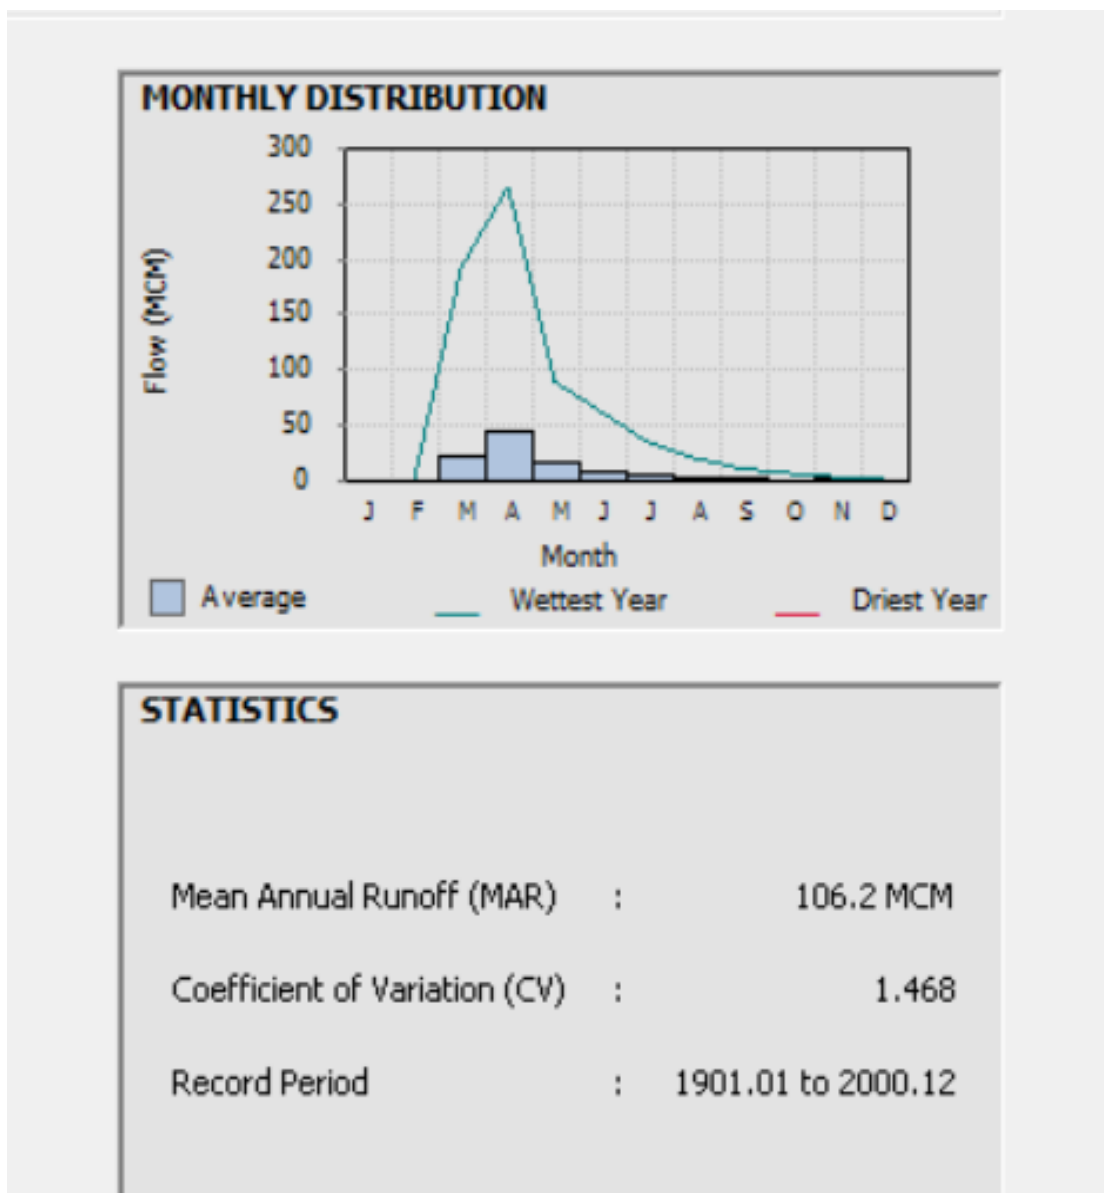 MONTHLY DISTRIBUTION
300
250
200
150
100
50
0
Flow (MCM)
J F M A M J J A S O N D
Month
Average Wettest Year Driest Year
STATISTICS
Mean Annual Runoff (MAR) : 106.2 MCM
Coefficient of Variation (CV) : 1.468
Record Period : 1901.01 to 2000.12